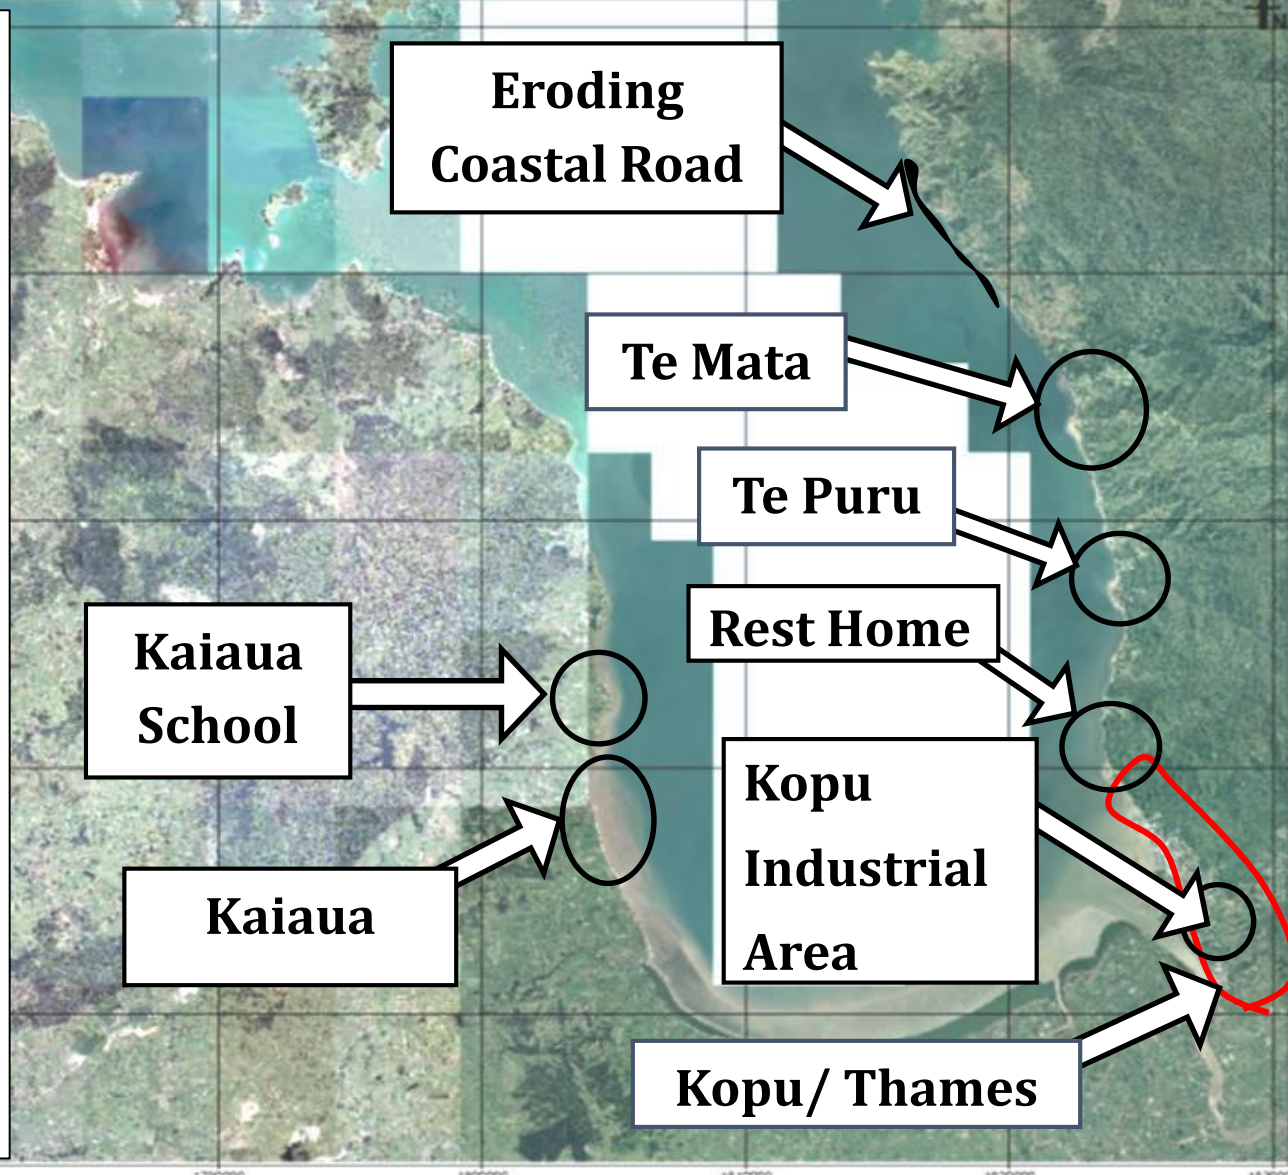 Eroding
Coastal Road
Te Mata
Te Puru
Rest Home
Kaiaua
School
Kopu
Industrial
Area
Kaiaua
Kopu/ Thames